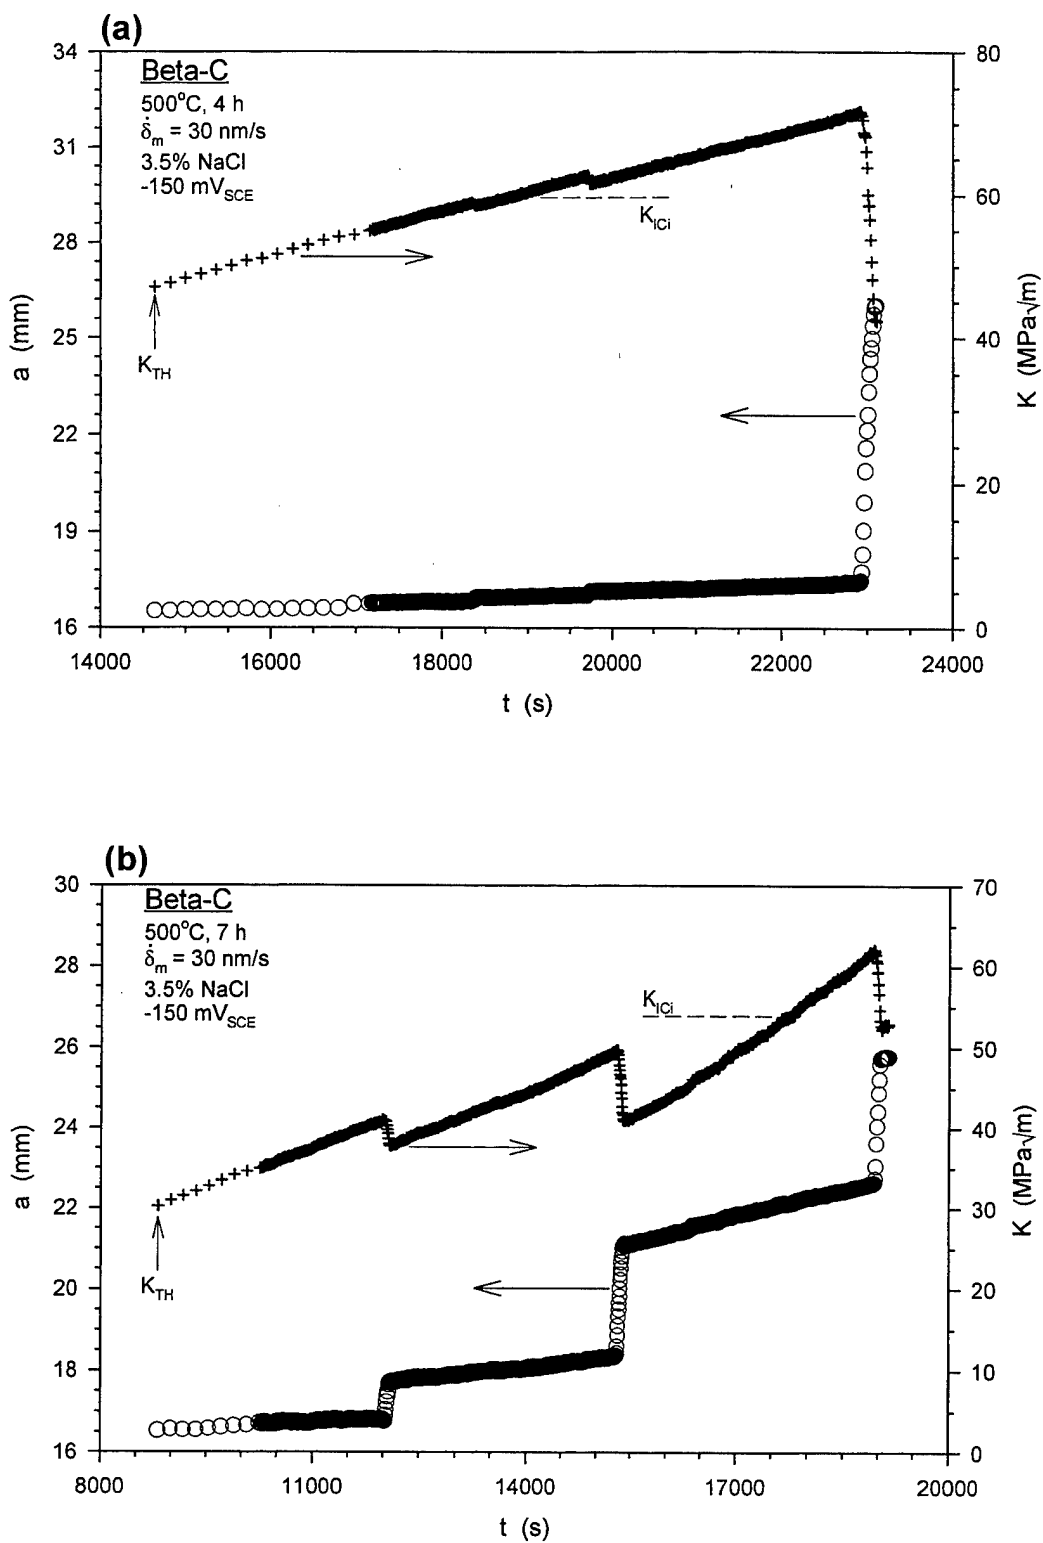 (a)
34
31
28
25
22
19
16
a (mm)
80
60
40
20
0
K (MPa√m)
Beta-C
500°C, 4 h
δ̇m = 30 nm/s
3.5% NaCl
-150 mVSCE
KICi
KTH
14000 16000 18000 20000 22000 24000
t (s)
(b)
30
28
26
24
22
20
18
16
a (mm)
70
60
50
40
30
20
10
0
K (MPa√m)
Beta-C
500°C, 7 h
δ̇m = 30 nm/s
3.5% NaCl
-150 mVSCE
KICi
KTH
8000 11000 14000 17000 20000
t (s)